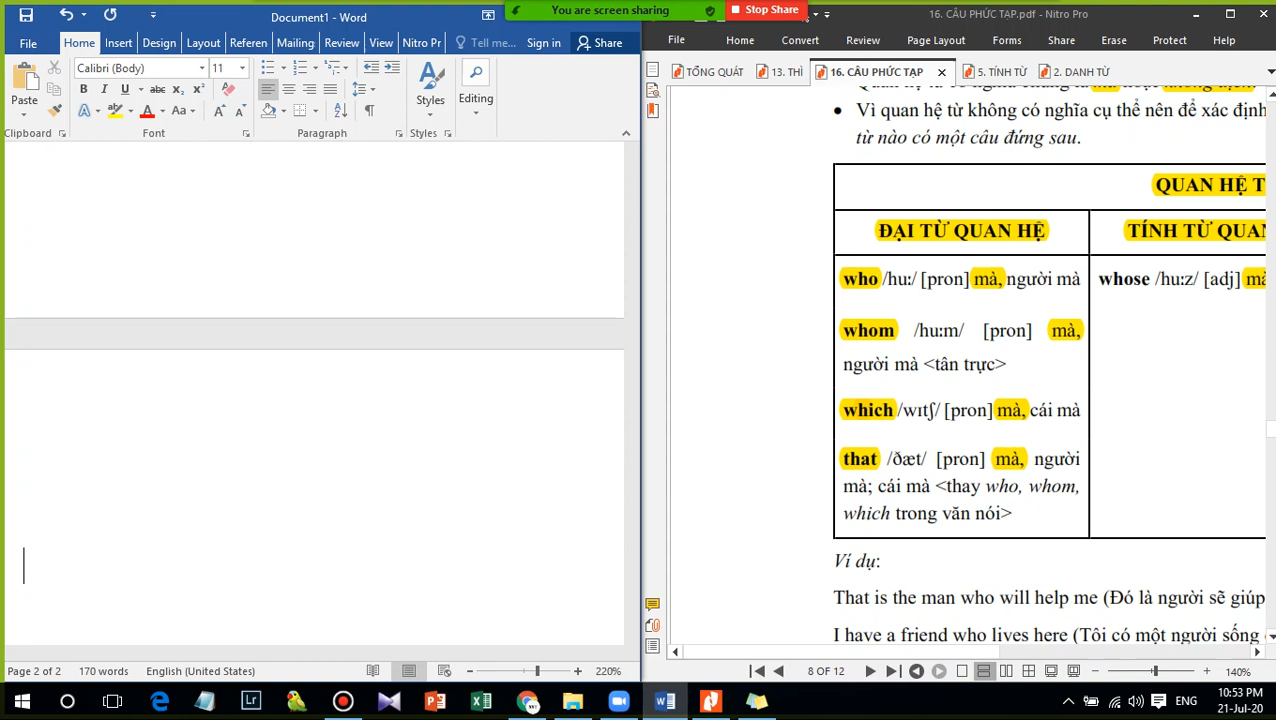 Document1 - Word
You are screen sharing
Stop Share
16. CÂU PHỨC TẠP.pdf - Nitro Pro
File Home Insert Design Layout Referen Mailing Review View Nitro Pr Tell me... Sign in Share
File Home Convert Review Page Layout Forms Share Erase Protect Help
TỔNG QUÁT 13. THÌ 16. CÂU PHỨC TẠP 5. TÍNH TỪ 2. DANH TỪ
Calibri (Body) 11
Paste
B I U abc x₂ x²
Aa
Styles
Editing
Clipboard Font Paragraph Styles
Vì quan hệ từ không có nghĩa cụ thể nên để xác định
từ nào có một câu đứng sau.
QUAN HỆ T
ĐẠI TỪ QUAN HỆ
TÍNH TỪ QUAN
who /huː/ [pron] mà, người mà
whose /huːz/ [adj] mà
whom /huːm/ [pron] mà,
người mà <tân trực>
which /wɪtʃ/ [pron] mà, cái mà
that /ðæt/ [pron] mà, người
mà; cái mà <thay who, whom,
which trong văn nói>
Ví dụ:
That is the man who will help me (Đó là người sẽ giúp
I have a friend who lives here (Tôi có một người sống
Page 2 of 2 170 words English (United States) 220%
8 OF 12 140%
ENG
10:53 PM
21-Jul-20